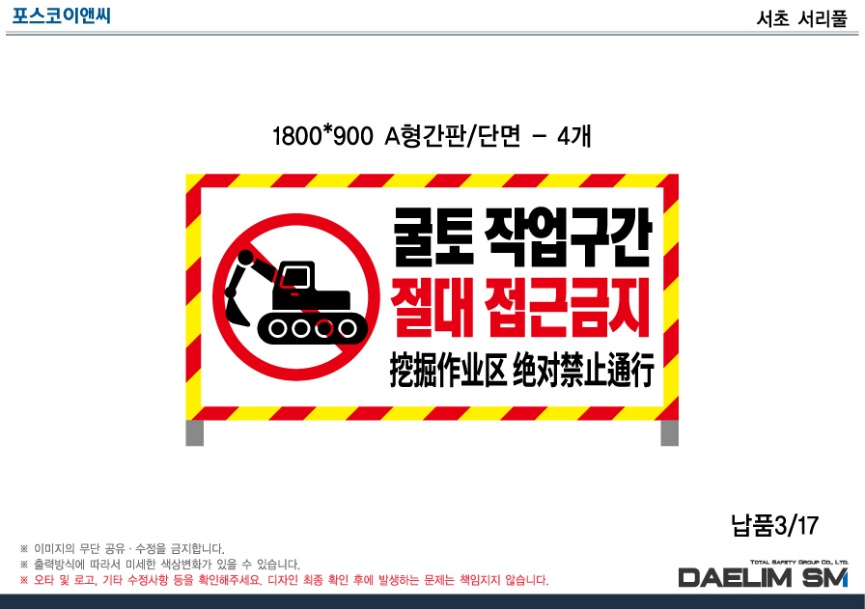 포스코이앤씨
서초 서리풀
1800*900 A형간판/단면 - 4개
굴토 작업구간
절대 접근금지
挖掘作业区 绝对禁止通行
납품3/17
※ 이미지의 무단 공유·수정을 금지합니다.
※ 출력방식에 따라서 미세한 색상변화가 있을 수 있습니다.
※ 오타 및 로고, 기타 수정사항 등을 확인해주세요. 디자인 최종 확인 후에 발생하는 문제는 책임지지 않습니다.
TOTAL SAFETY GROUP CO., LTD.
DAELIM SM